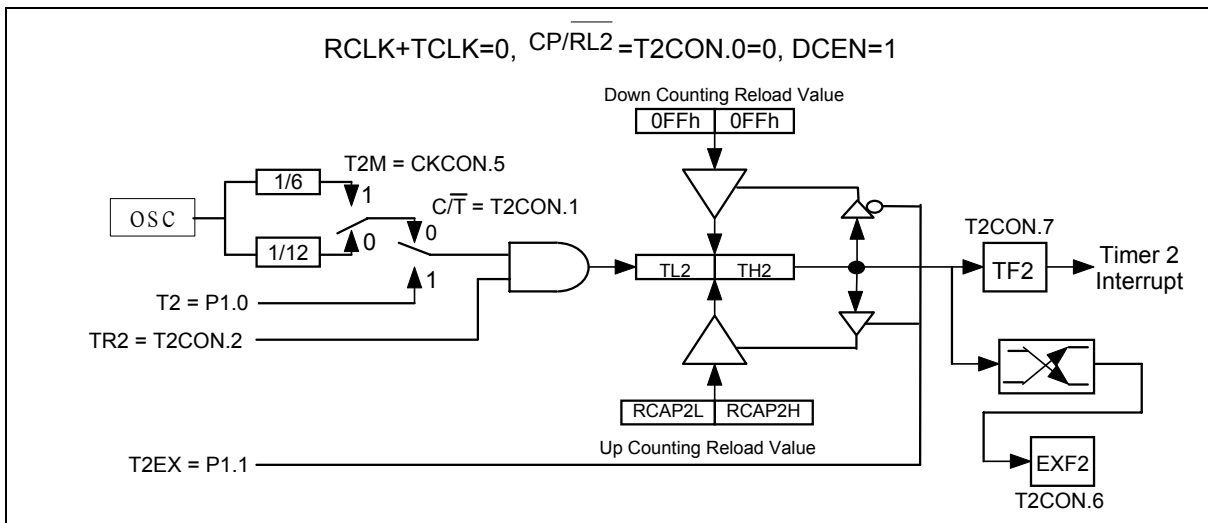 RCLK+TCLK=0, CP/R̅L̅2̅=T2CON.0=0, DCEN=1
Down Counting Reload Value
0FFh 0FFh
T2M = CKCON.5
1/6
1
C/T̅ = T2CON.1
OSC
0
T2CON.7
1/12
0
TL2 TH2
TF2
Timer 2
Interrupt
1
T2 = P1.0
TR2 = T2CON.2
RCAP2L RCAP2H
Up Counting Reload Value
T2EX = P1.1
EXF2
T2CON.6